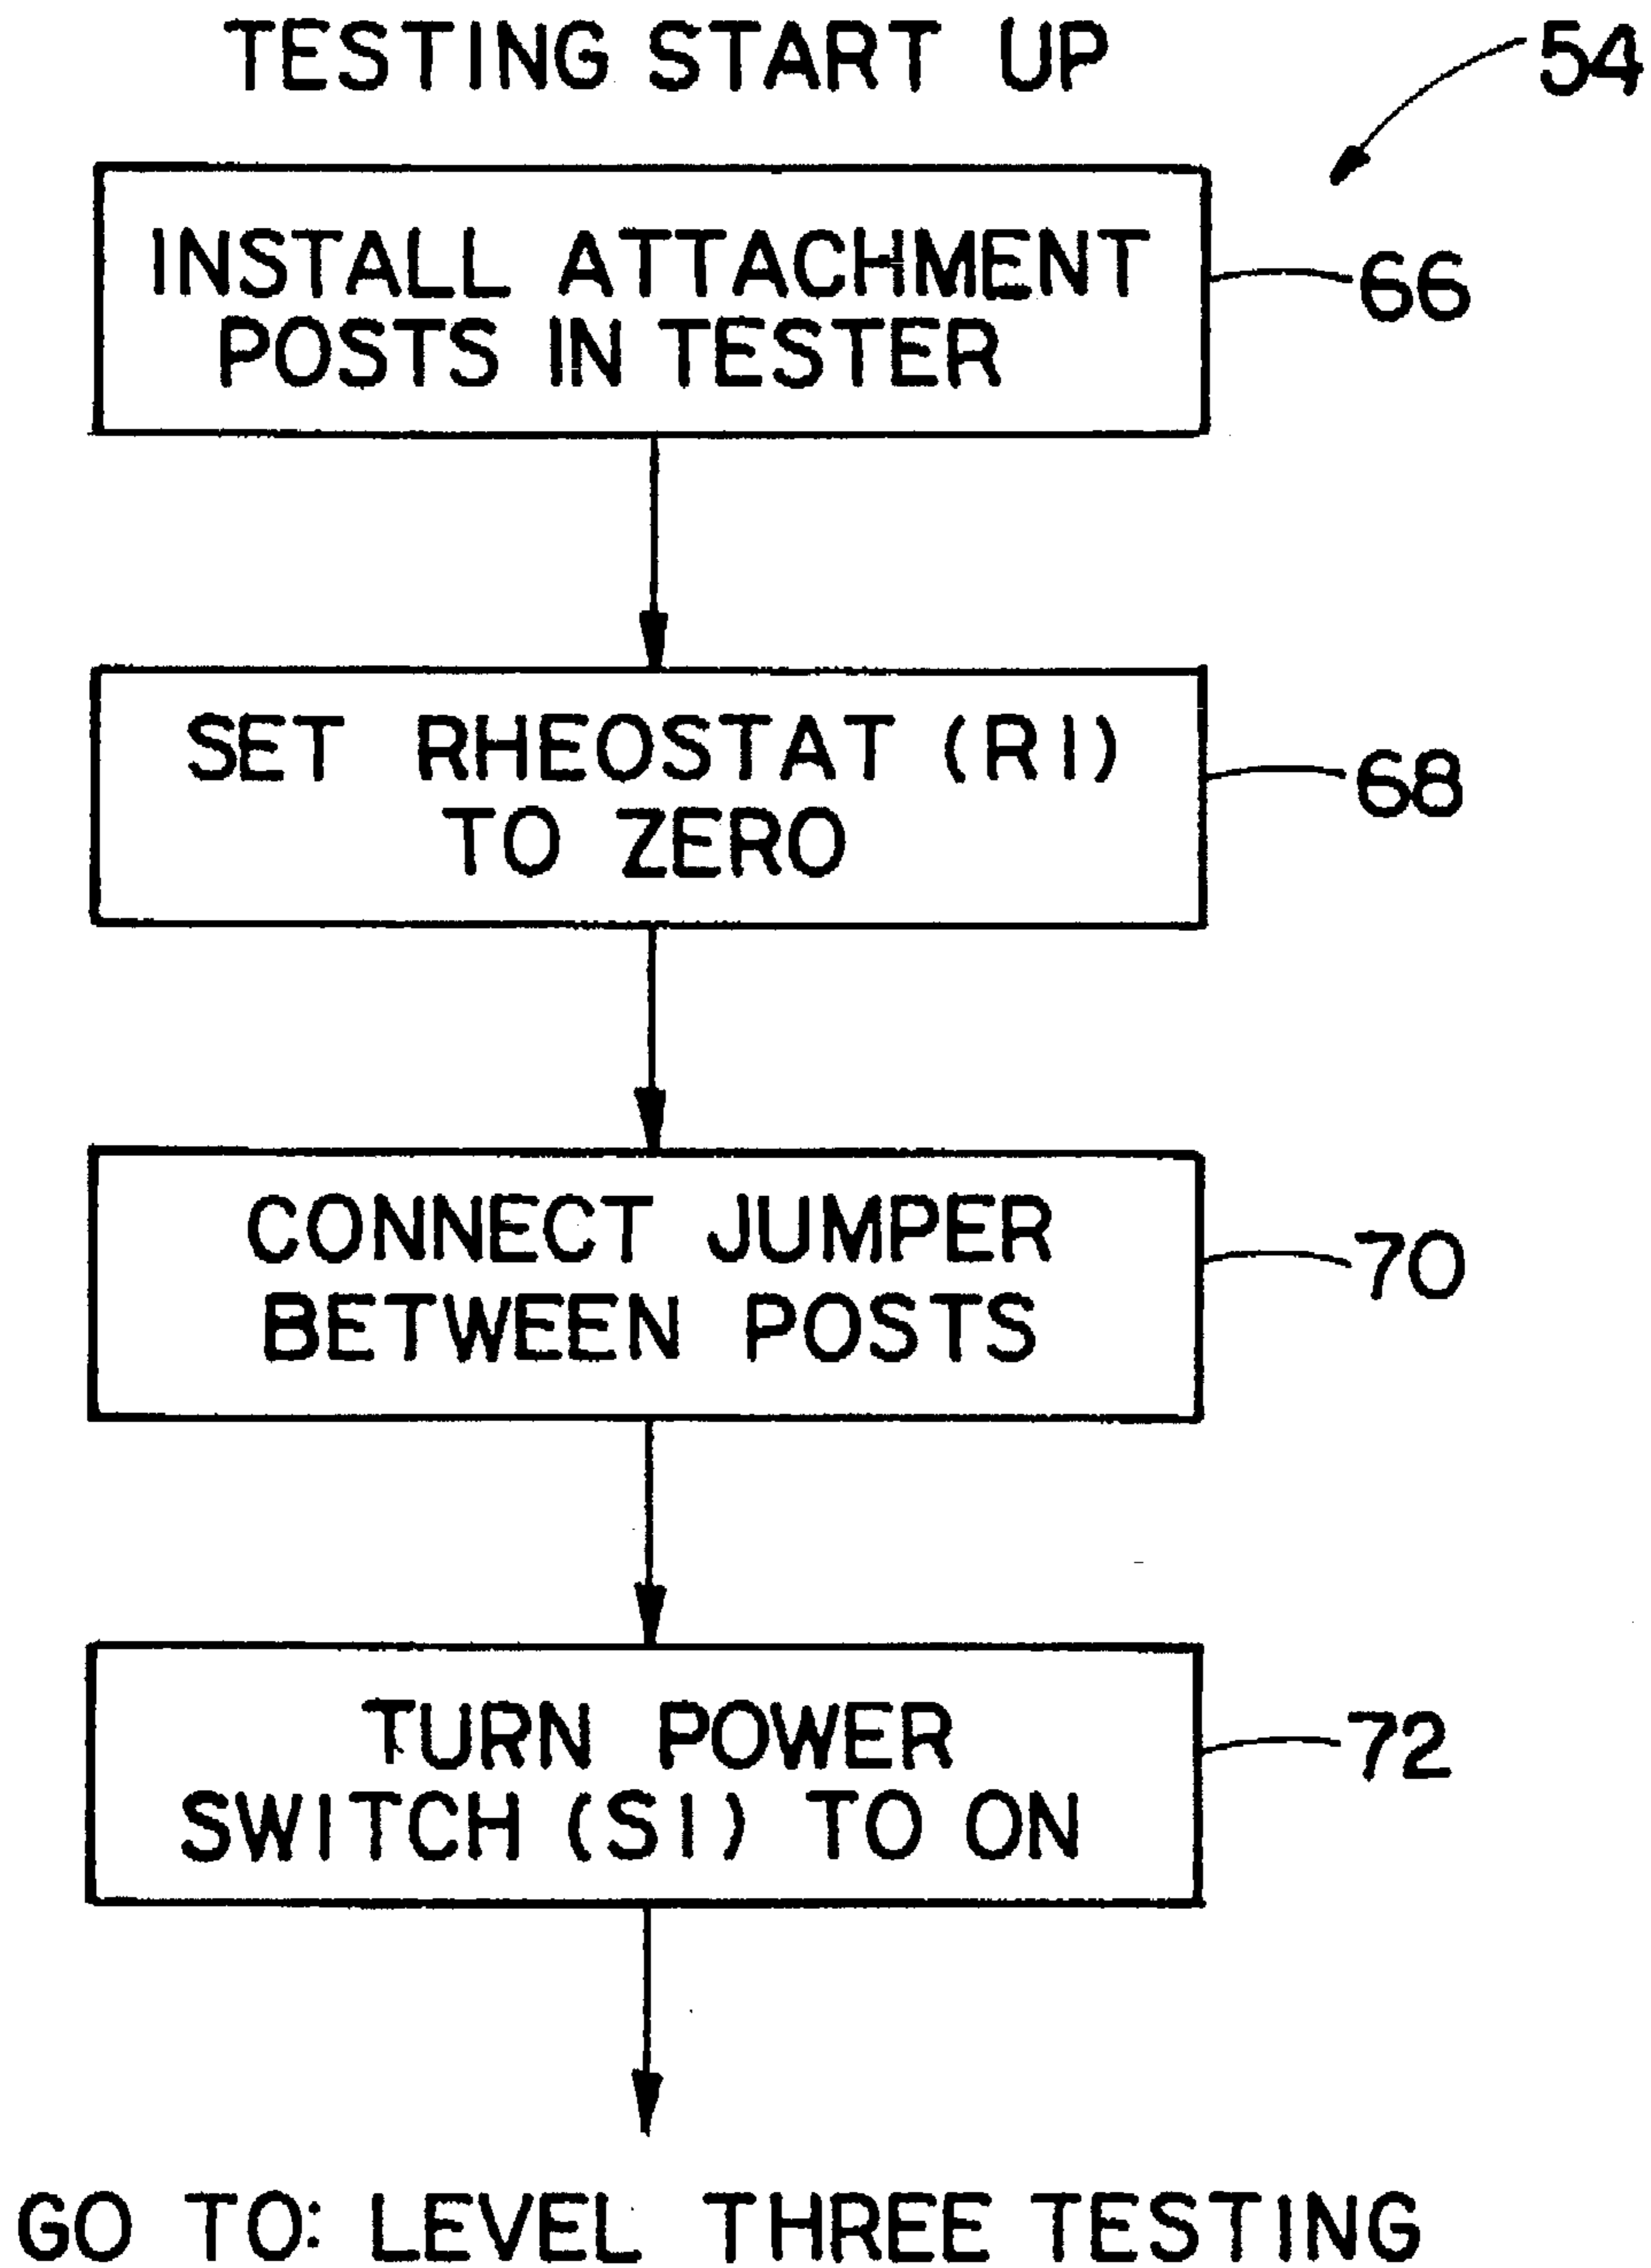 TESTING START UP
54
INSTALL ATTACHMENT
POSTS IN TESTER
66
SET RHEOSTAT (R1)
TO ZERO
68
CONNECT JUMPER
BETWEEN POSTS
70
TURN POWER
SWITCH (S1) TO ON
72
GO TO: LEVEL THREE TESTING